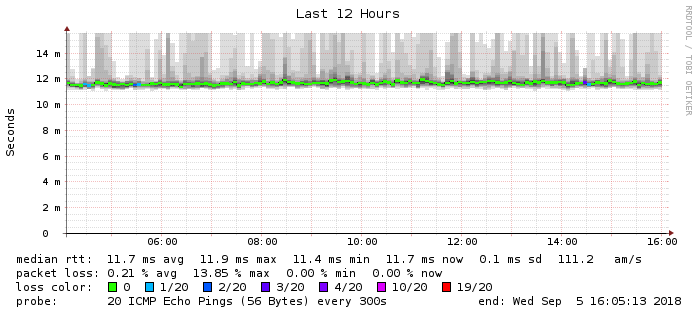 Last 12 Hours
RRDTOOL / TOBI OETIKER
Seconds
14 m
12 m
10 m
8 m
6 m
4 m
2 m
0
06:00 08:00 10:00 12:00 14:00 16:00
median rtt: 11.7 ms avg 11.9 ms max 11.4 ms min 11.7 ms now 0.1 ms sd 111.2 am/s
packet loss: 0.21 % avg 13.85 % max 0.00 % min 0.00 % now
loss color: 0 1/20 2/20 3/20 4/20 10/20 19/20
probe: 20 ICMP Echo Pings (56 Bytes) every 300s end: Wed Sep 5 16:05:13 2018